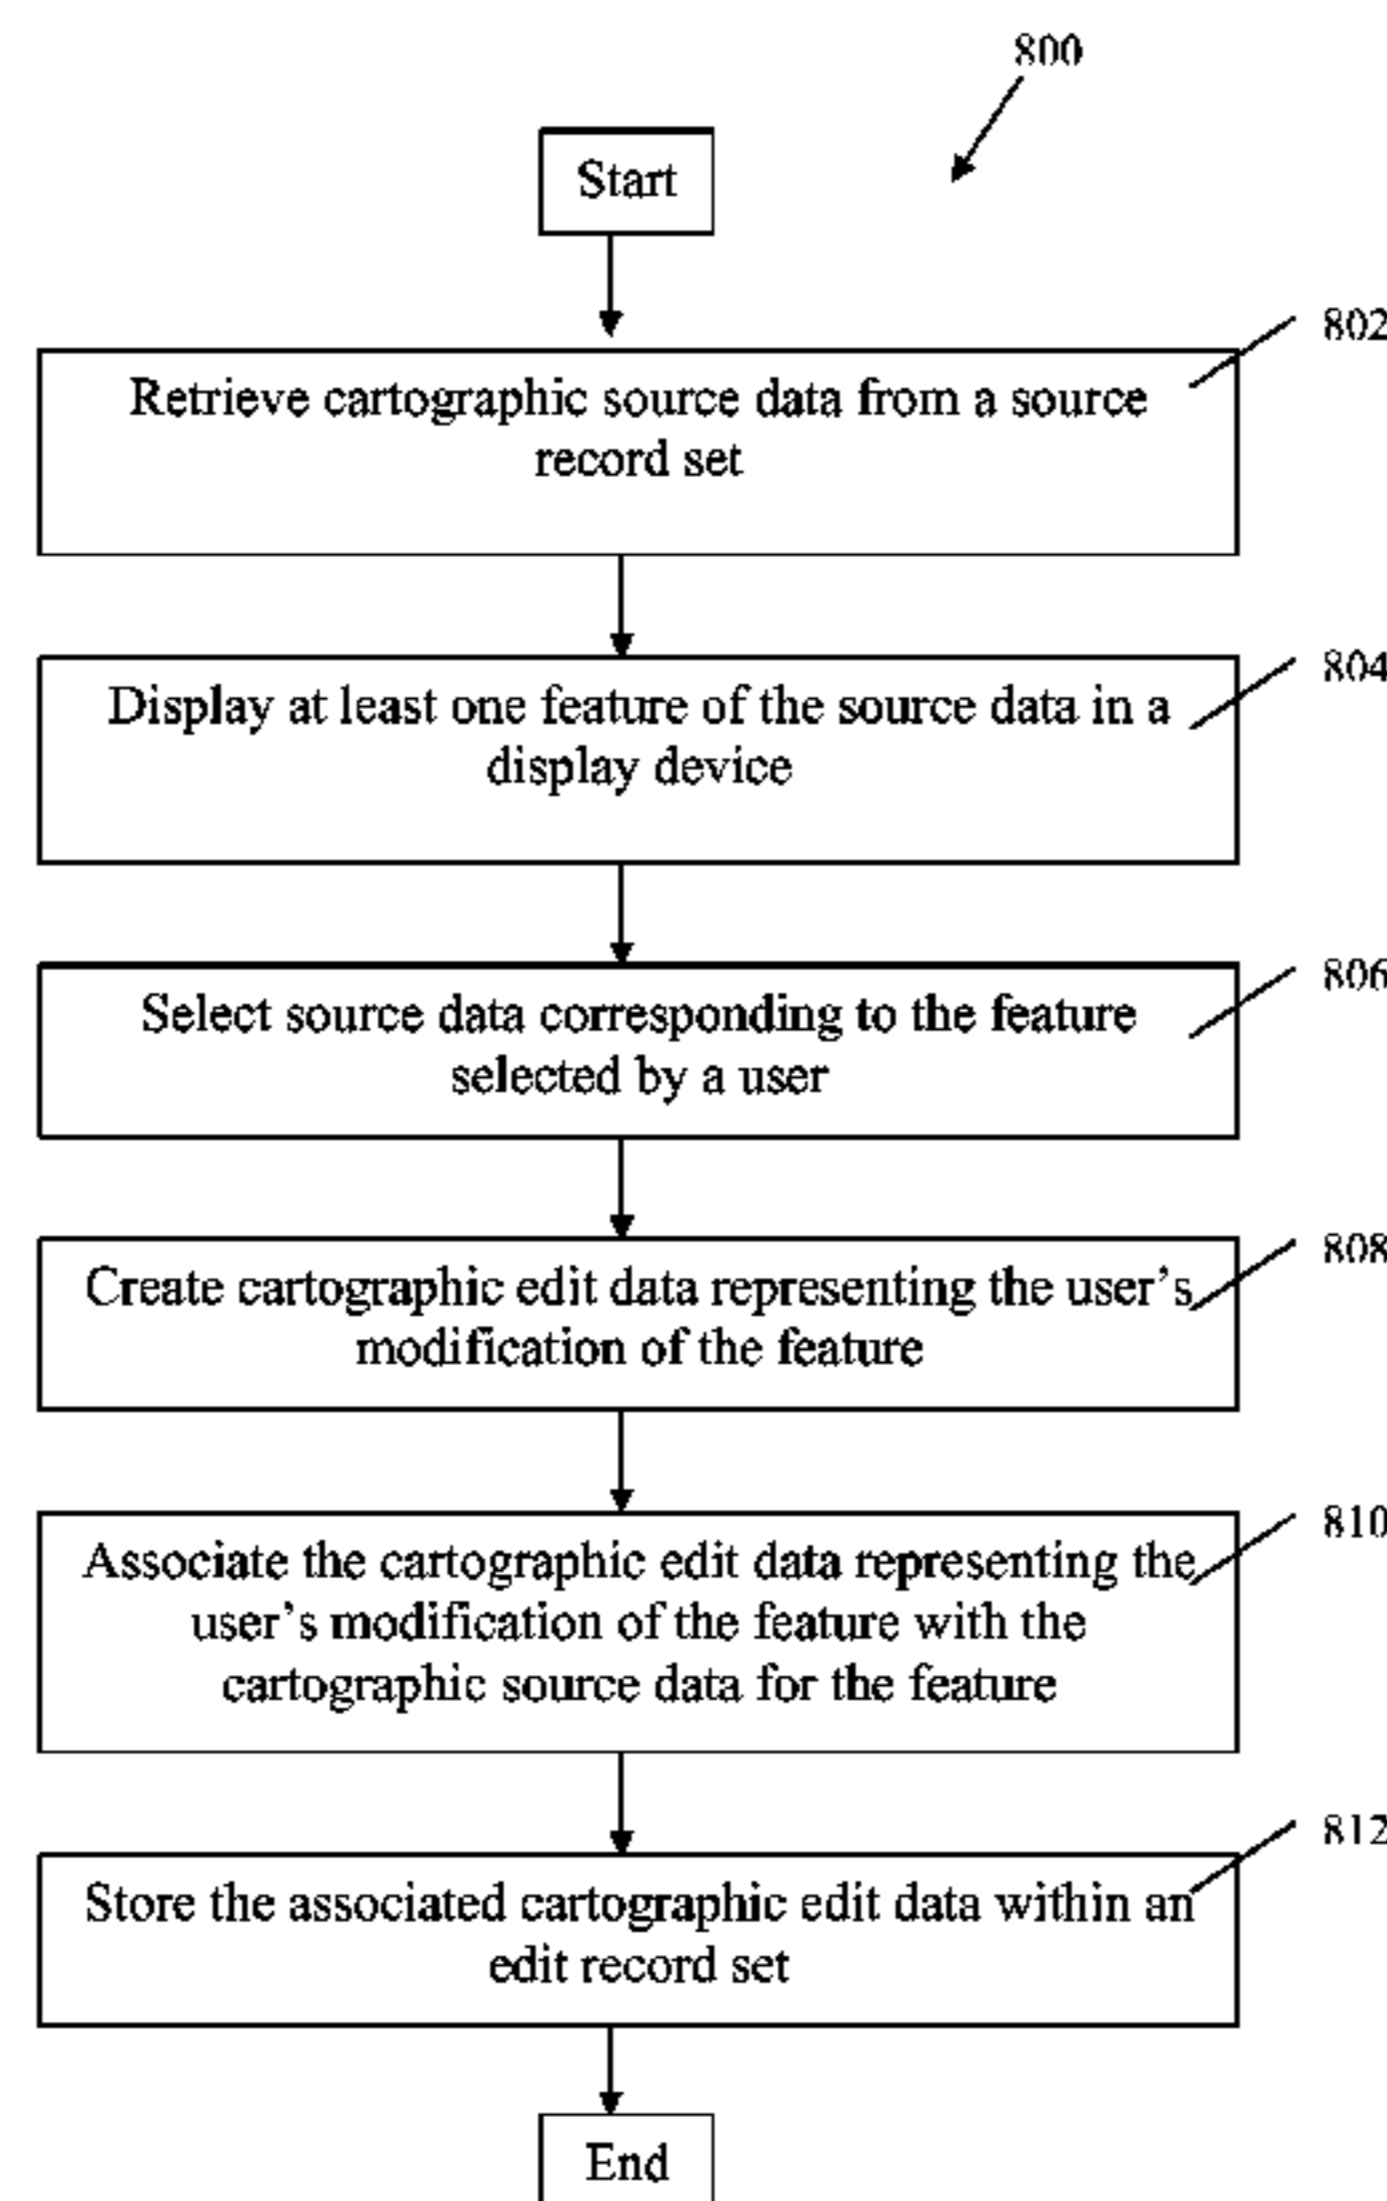 800
Start
802
Retrieve cartographic source data from a source
record set
804
Display at least one feature of the source data in a
display device
806
Select source data corresponding to the feature
selected by a user
808
Create cartographic edit data representing the user's
modification of the feature
810
Associate the cartographic edit data representing the
user's modification of the feature with the
cartographic source data for the feature
812
Store the associated cartographic edit data within an
edit record set
End